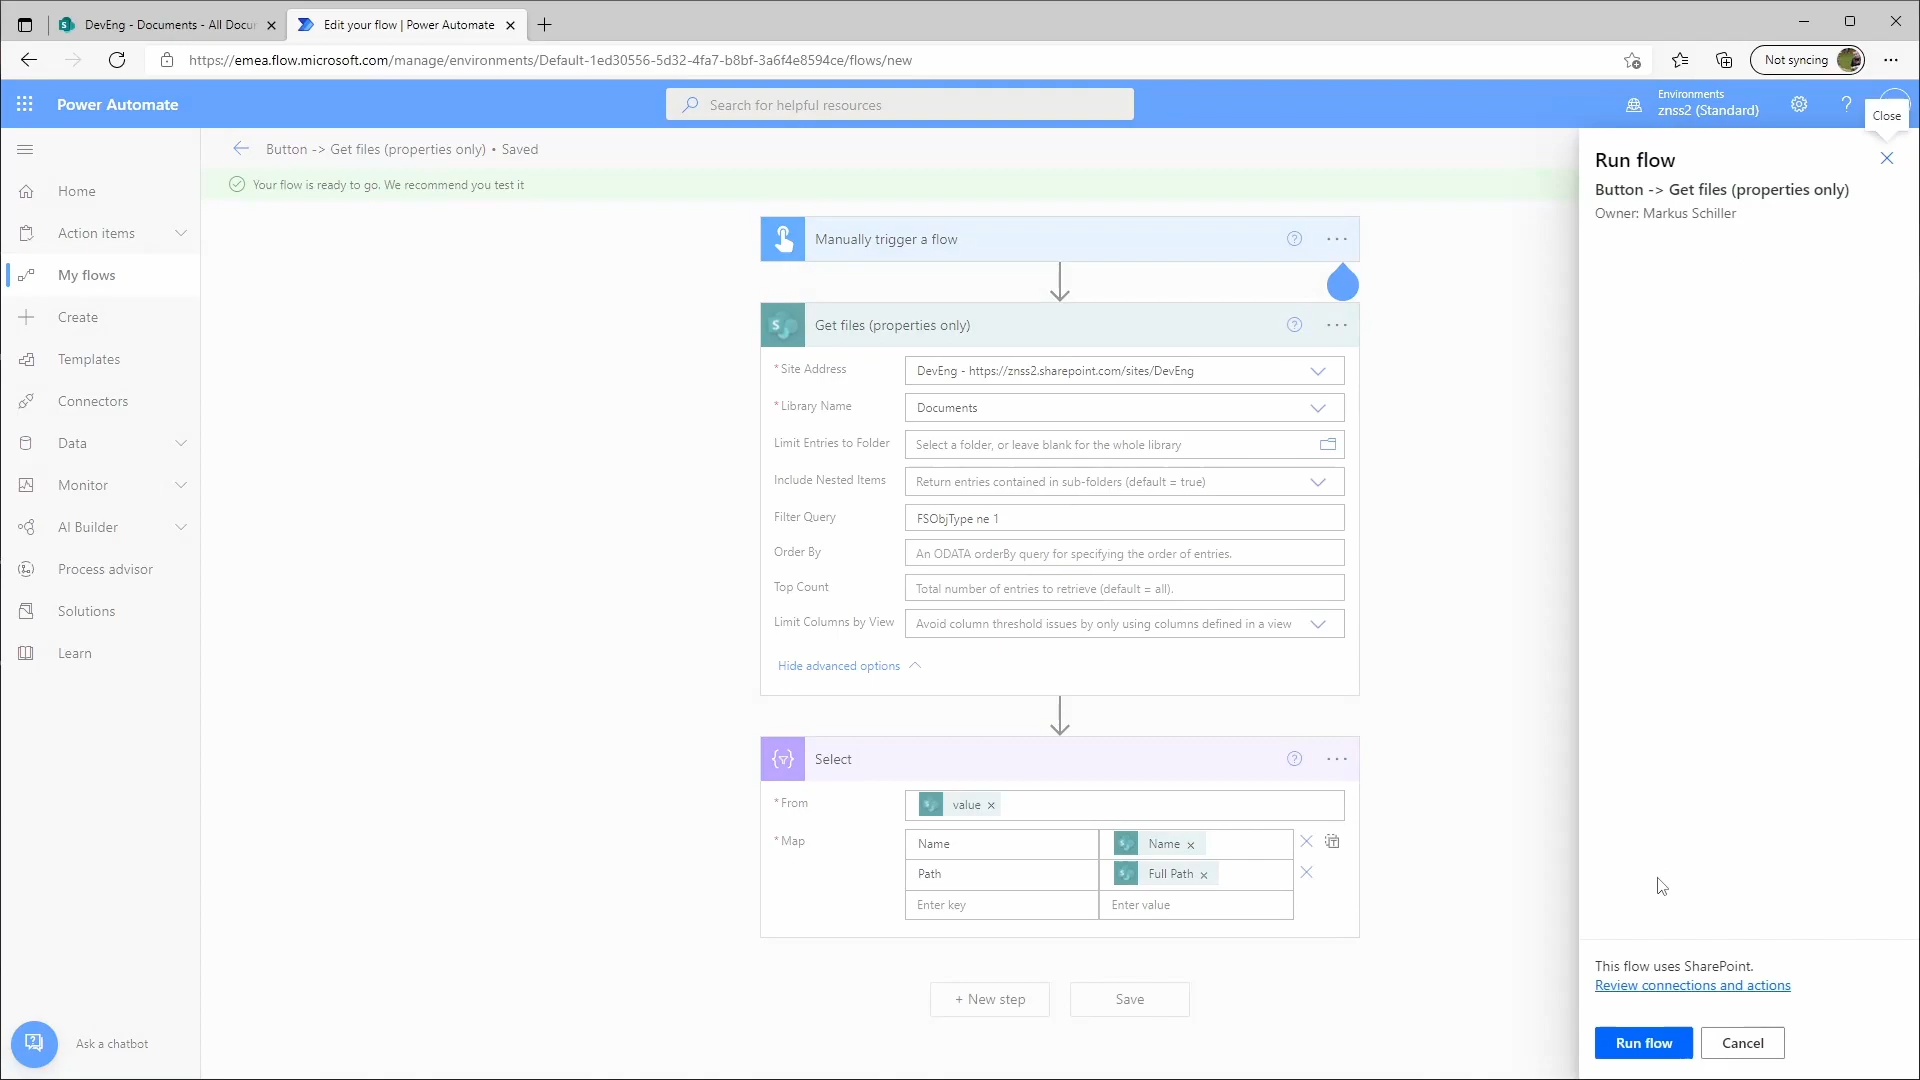 DevEng - Documents - All Docu
Edit your flow | Power Automate
https://emea.flow.microsoft.com/manage/environments/Default-1ed30556-5d32-4fa7-b8bf-3a6f4e8594ce/flows/new
Not syncing
Power Automate
Search for helpful resources
Environments
znss2 (Standard)
?
Close
Button -> Get files (properties only) • Saved
Your flow is ready to go. We recommend you test it
Home
Action items
My flows
Create
Templates
Connectors
Data
Monitor
AI Builder
Process advisor
Solutions
Learn
Ask a chatbot
Manually trigger a flow
Get files (properties only)
* Site Address
DevEng - https://znss2.sharepoint.com/sites/DevEng
* Library Name
Documents
Limit Entries to Folder
Select a folder, or leave blank for the whole library
Include Nested Items
Return entries contained in sub-folders (default = true)
Filter Query
FSObjType ne 1
Order By
An ODATA orderBy query for specifying the order of entries.
Top Count
Total number of entries to retrieve (default = all).
Limit Columns by View
Avoid column threshold issues by only using columns defined in a view
Hide advanced options
Select
* From
value
* Map
Name
Name
Path
Full Path
Enter key
Enter value
+ New step
Save
Run flow
Button -> Get files (properties only)
Owner: Markus Schiller
This flow uses SharePoint.
Review connections and actions
Run flow
Cancel